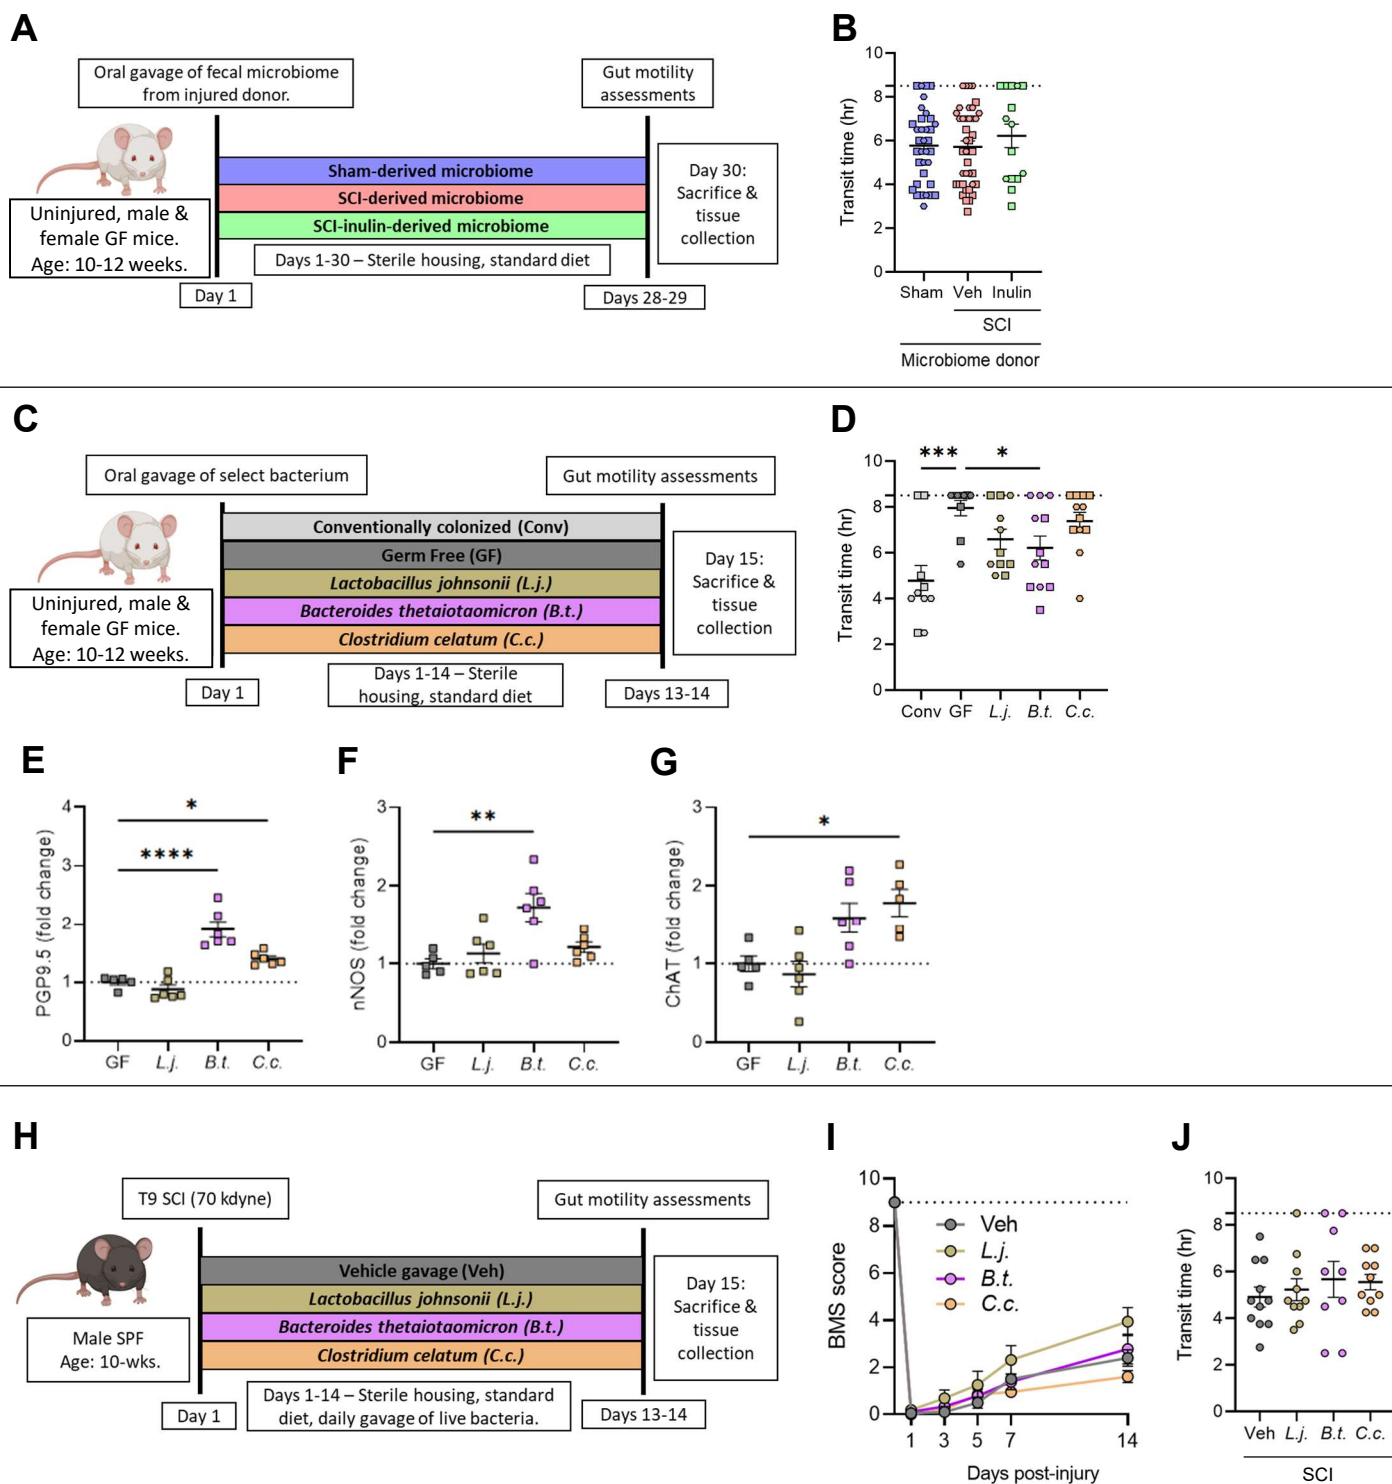 A
Oral gavage of fecal microbiome
from injured donor.
Gut motility
assessments
Sham-derived microbiome
SCI-derived microbiome
SCI-inulin-derived microbiome
Uninjured, male &
female GF mice.
Age: 10-12 weeks.
Days 1-30 – Sterile housing, standard diet
Day 30:
Sacrifice &
tissue
collection
Day 1
Days 28-29
B
Transit time (hr)
10
8
6
4
2
0
Sham Veh Inulin
SCI
Microbiome donor
C
Oral gavage of select bacterium
Gut motility assessments
Conventionally colonized (Conv)
Germ Free (GF)
Lactobacillus johnsonii (L.j.)
Bacteroides thetaiotaomicron (B.t.)
Clostridium celatum (C.c.)
Uninjured, male &
female GF mice.
Age: 10-12 weeks.
Days 1-14 – Sterile
housing, standard diet
Day 15:
Sacrifice &
tissue
collection
Day 1
Days 13-14
D
*** *
Transit time (hr)
10
8
6
4
2
0
Conv GF L.j. B.t. C.c.
E
*
****
PGP9.5 (fold change)
4
3
2
1
0
GF L.j. B.t. C.c.
F
**
nNOS (fold change)
3
2
1
0
GF L.j. B.t. C.c.
G
*
ChAT (fold change)
3
2
1
0
GF L.j. B.t. C.c.
H
T9 SCI (70 kdyne)
Gut motility assessments
Vehicle gavage (Veh)
Lactobacillus johnsonii (L.j.)
Bacteroides thetaiotaomicron (B.t.)
Clostridium celatum (C.c.)
Male SPF
Age: 10-wks.
Days 1-14 – Sterile housing, standard
diet, daily gavage of live bacteria.
Day 15:
Sacrifice &
tissue
collection
Day 1
Days 13-14
I
BMS score
10
8
6
4
2
0
Veh
L.j.
B.t.
C.c.
1 3 5 7 14
Days post-injury
J
Transit time (hr)
10
8
6
4
2
0
Veh L.j. B.t. C.c.
SCI